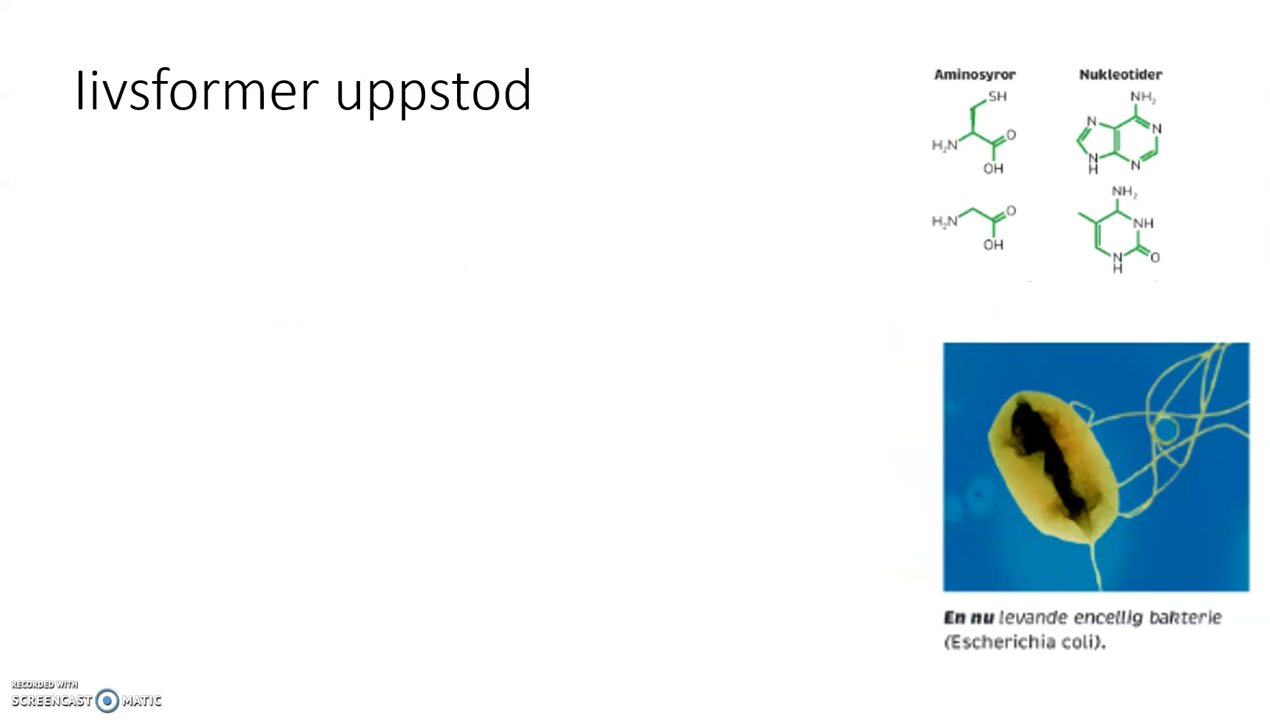 livsformer uppstod
Aminosyror
Nukleotider
SH
H₂N
O
OH
H₂N
O
OH
NH₂
N
N
N
H
N
NH₂
NH
N
H
O
En nu levande encellig bakterie
(Escherichia coli).
RECORDED WITH
SCREENCAST MATIC